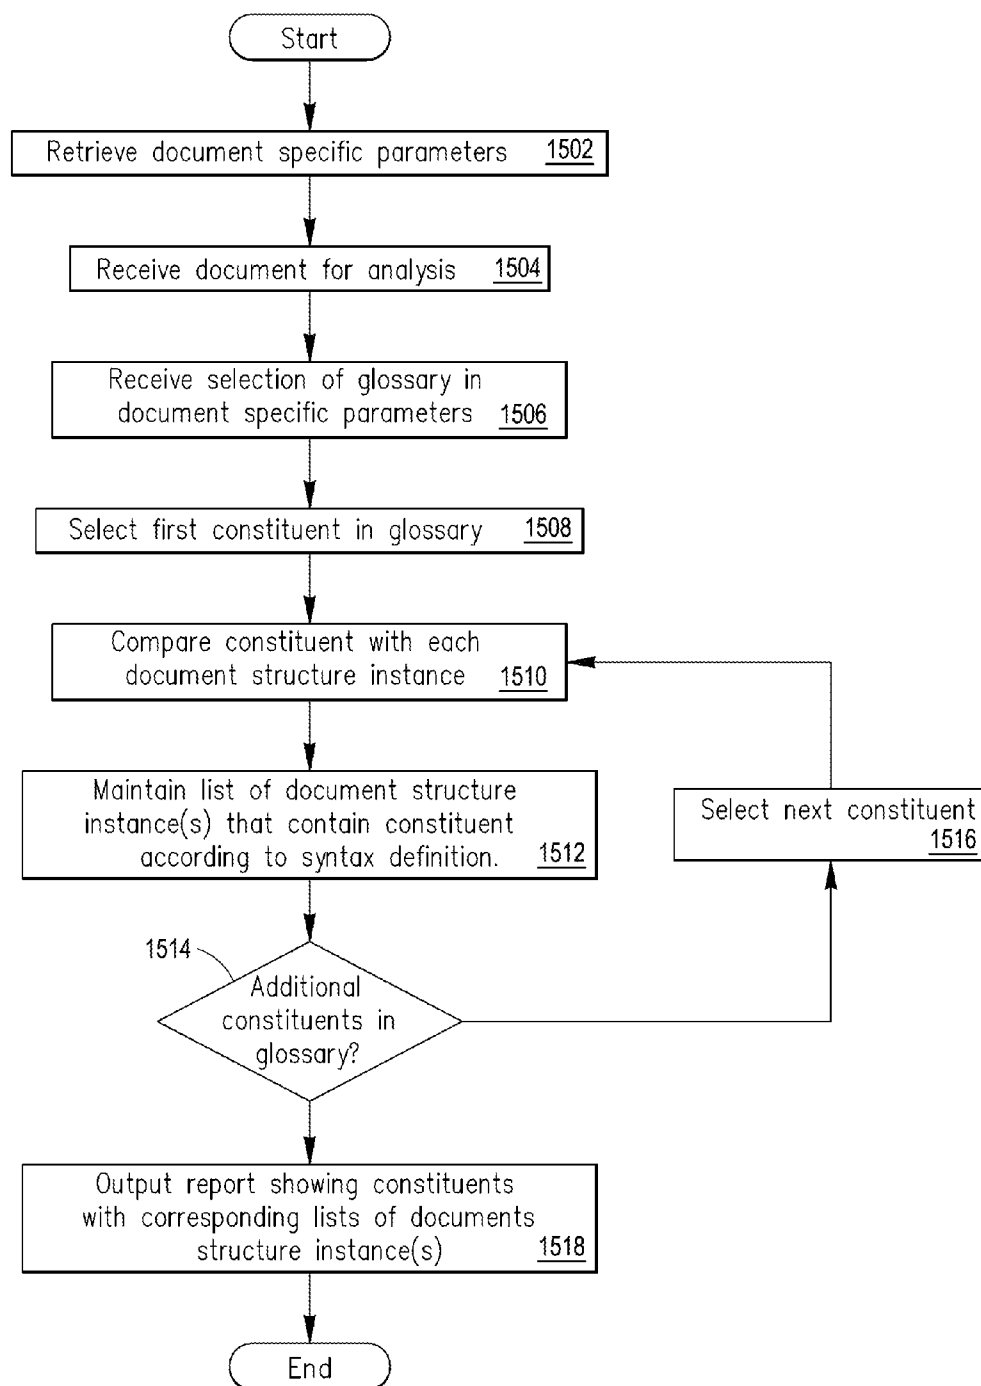 Start
Retrieve document specific parameters 1502
Receive document for analysis 1504
Receive selection of glossary in
document specific parameters 1506
Select first constituent in glossary 1508
Compare constituent with each
document structure instance 1510
Maintain list of document structure
instance(s) that contain constituent
according to syntax definition. 1512
Select next constituent
1516
1514
Additional
constituents in
glossary?
Output report showing constituents
with corresponding lists of documents
structure instance(s) 1518
End